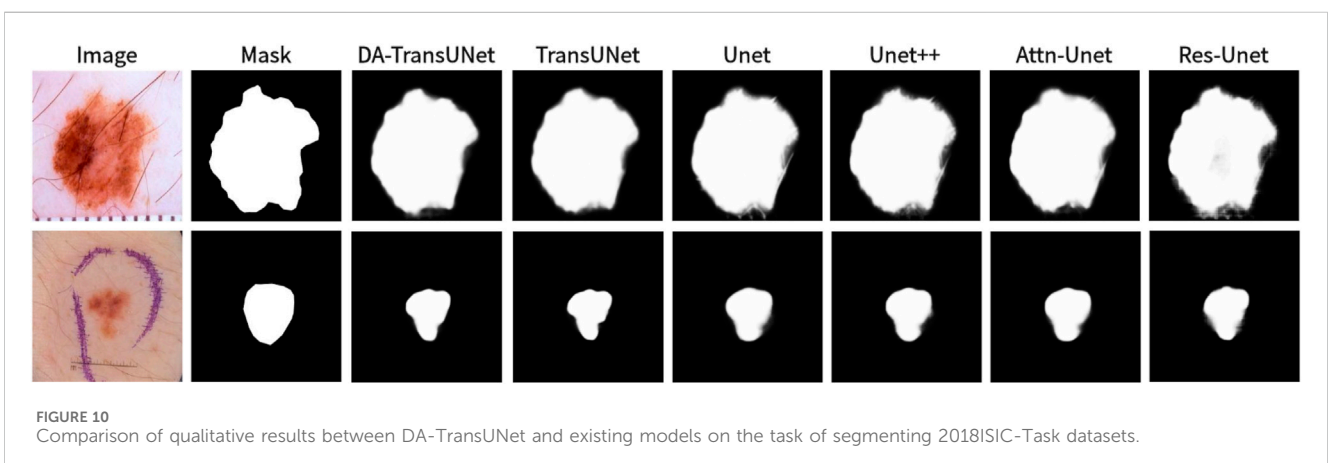 Image Mask DA-TransUNet TransUNet Unet Unet++ Attn-Unet Res-Unet
FIGURE 10
Comparison of qualitative results between DA-TransUNet and existing models on the task of segmenting 2018ISIC-Task datasets.